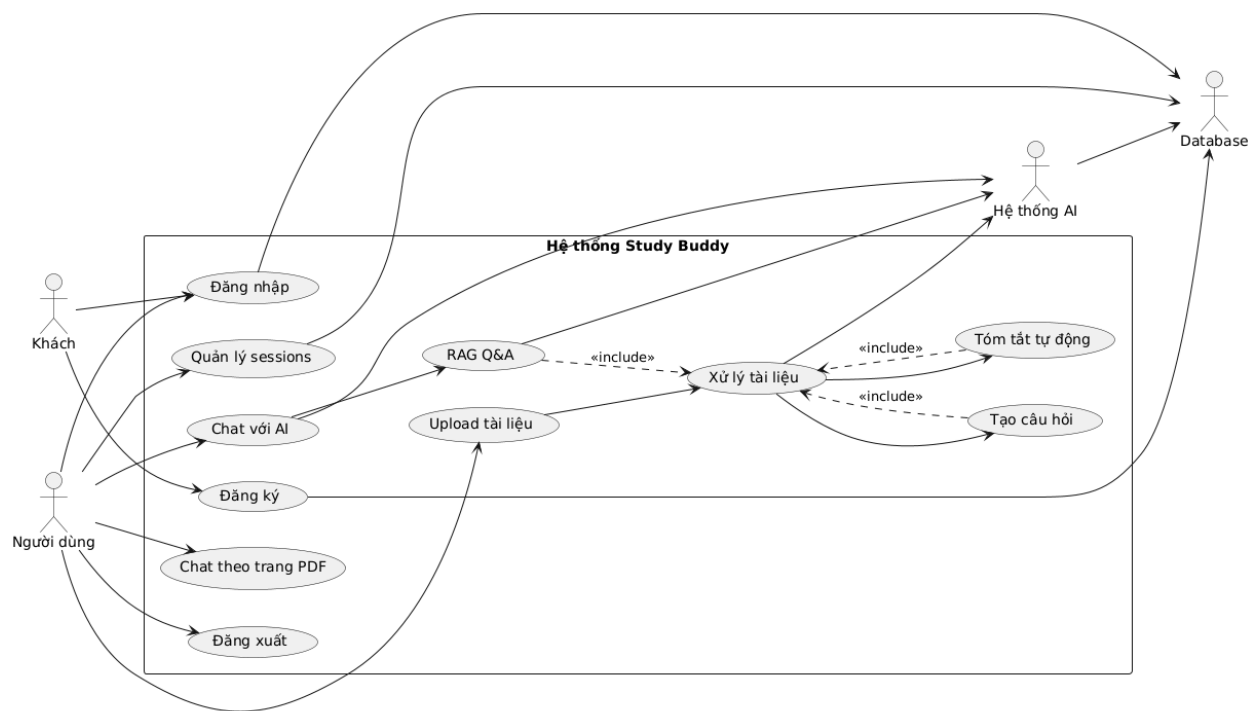 Database
Hệ thống AI
Hệ thống Study Buddy
Khách
Đăng nhập
Quản lý sessions
RAG Q&A
«include»
Xử lý tài liệu
«include»
Tóm tắt tự động
«include»
Tạo câu hỏi
Chat với AI
Upload tài liệu
Đăng ký
Người dùng
Chat theo trang PDF
Đăng xuất